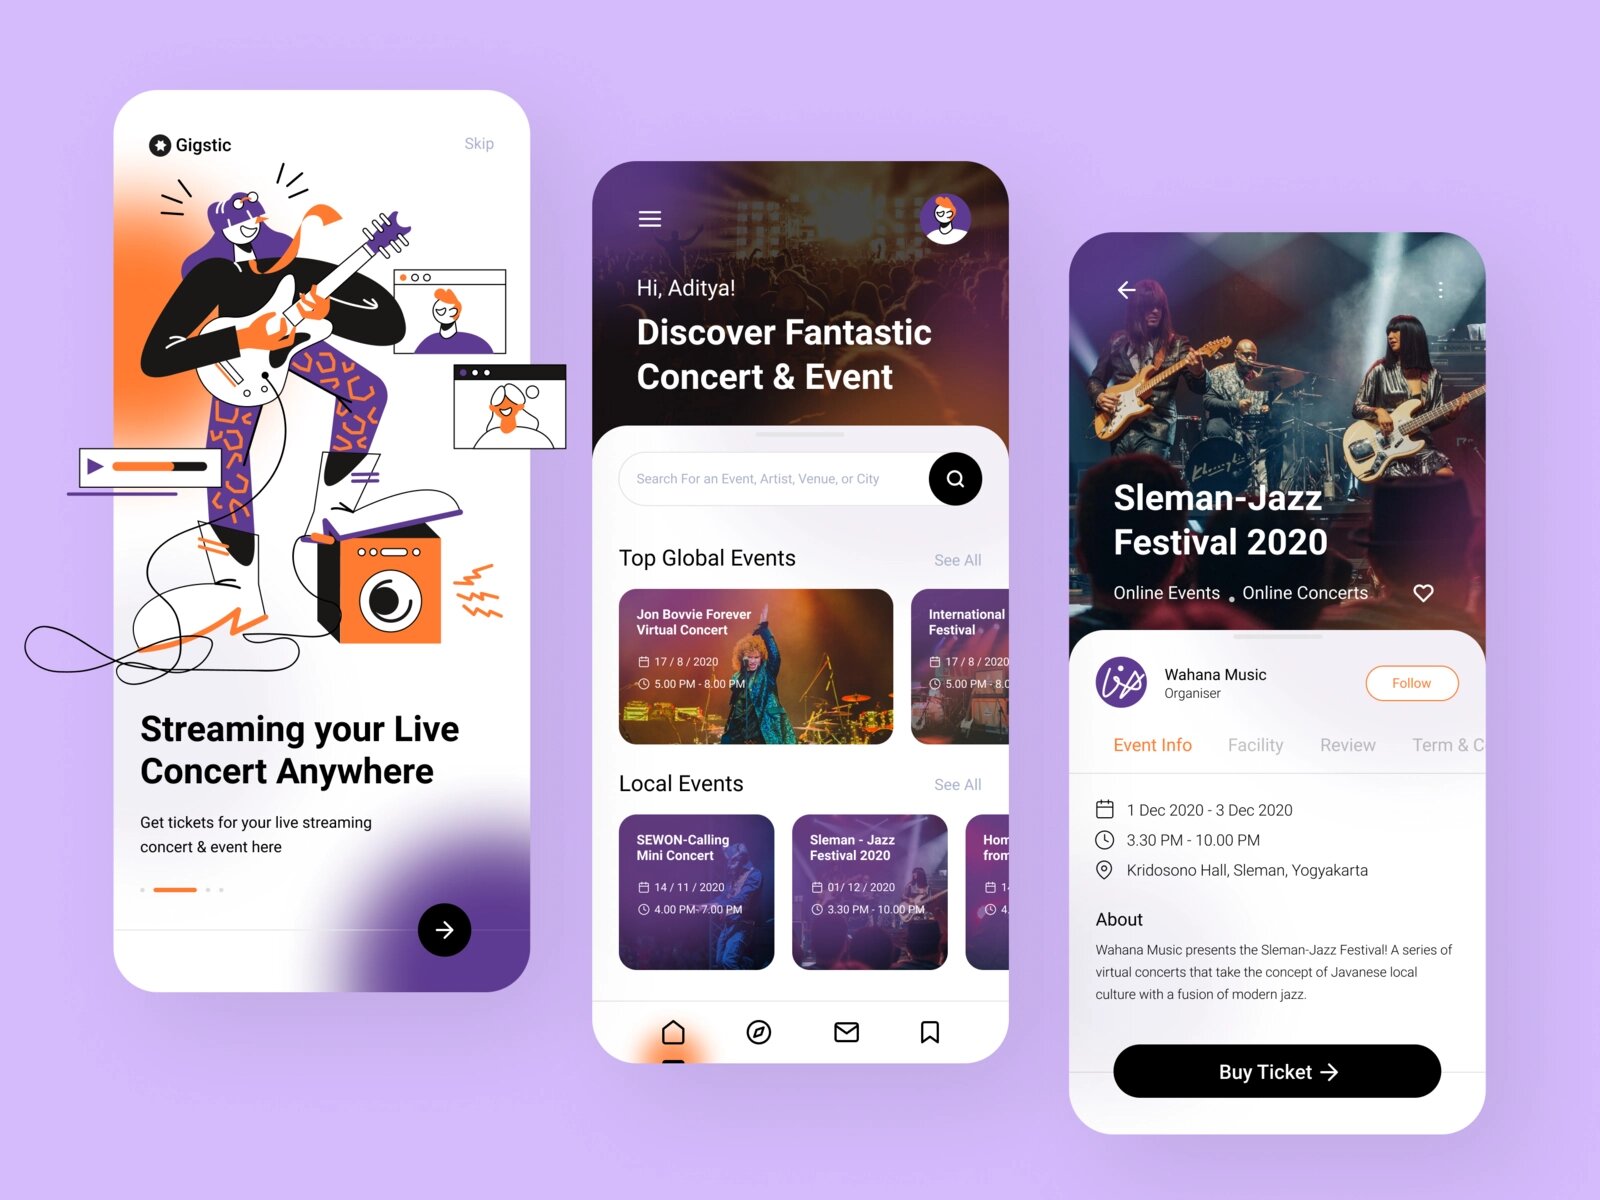 Gigstic
Skip
Streaming your Live
Concert Anywhere
Get tickets for your live streaming
concert & event here
Hi, Aditya!
Discover Fantastic
Concert & Event
Search For an Event, Artist, Venue, or City
Top Global Events
See All
Jon Bovvie Forever
Virtual Concert
17 / 8 / 2020
5.00 PM - 8.00 PM
International
Festival
17 / 8 / 2020
5.00 PM - 8.0
Local Events
See All
SEWON-Calling
Mini Concert
14 / 11 / 2020
4.00 PM- 7:00 PM
Sleman - Jazz
Festival 2020
01/ 12 / 2020
3.30 PM - 10.00 PM
Hom
from
14
4.
Sleman-Jazz
Festival 2020
Online Events
Online Concerts
Wahana Music
Organiser
Follow
Event Info
Facility
Review
Term & C
1 Dec 2020 - 3 Dec 2020
3.30 PM - 10.00 PM
Kridosono Hall, Sleman, Yogyakarta
About
Wahana Music presents the Sleman-Jazz Festival! A series of
virtual concerts that take the concept of Javanese local
culture with a fusion of modern jazz.
Buy Ticket